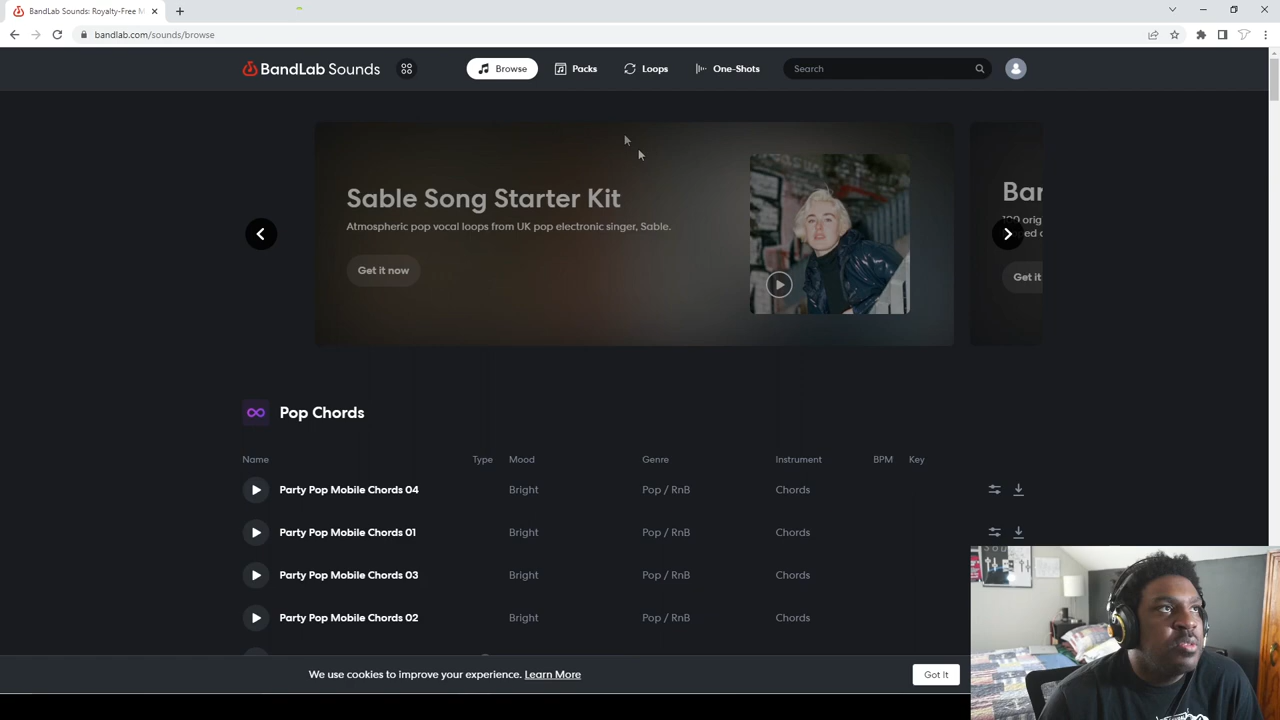 BandLab Sounds: Royalty-Free M
bandlab.com/sounds/browse
BandLab Sounds
Browse
Packs
Loops
One-Shots
Search
Sable Song Starter Kit
Atmospheric pop vocal loops from UK pop electronic singer, Sable.
Get it now
Get it
Pop Chords
Name Type Mood Genre Instrument BPM Key
Party Pop Mobile Chords 04 Bright Pop / RnB Chords
Party Pop Mobile Chords 01 Bright Pop / RnB Chords
Party Pop Mobile Chords 03 Bright Pop / RnB Chords
Party Pop Mobile Chords 02 Bright Pop / RnB Chords
We use cookies to improve your experience. Learn More
Got It